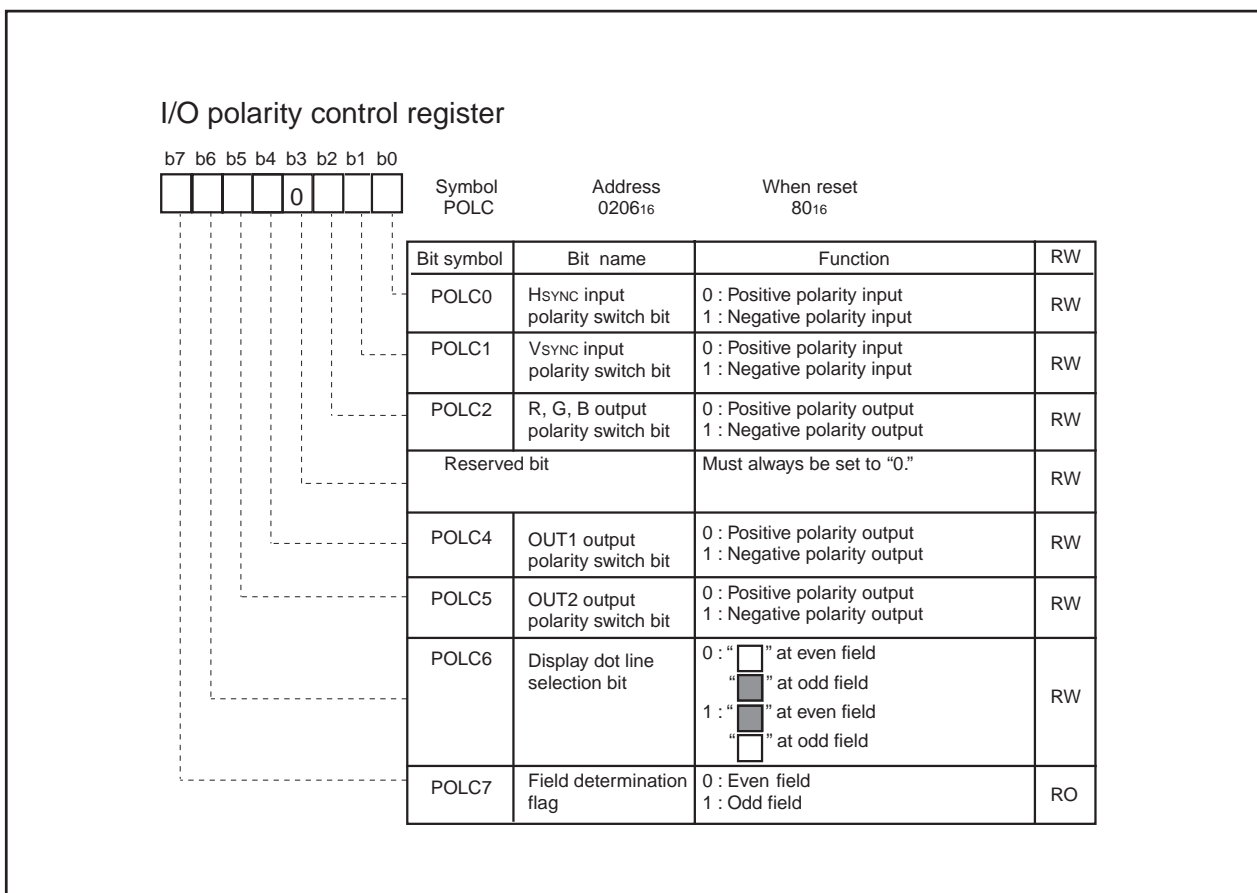 I/O polarity control register
b7 b6 b5 b4 b3 b2 b1 b0
0
Symbol Address When reset
POLC 020616 8016
Bit symbol Bit name Function RW
POLC0 HSYNC input 0 : Positive polarity input RW
polarity switch bit 1 : Negative polarity input
POLC1 VSYNC input 0 : Positive polarity input RW
polarity switch bit 1 : Negative polarity input
POLC2 R, G, B output 0 : Positive polarity output RW
polarity switch bit 1 : Negative polarity output
Reserved bit Must always be set to “0.” RW
POLC4 OUT1 output 0 : Positive polarity output RW
polarity switch bit 1 : Negative polarity output
POLC5 OUT2 output 0 : Positive polarity output RW
polarity switch bit 1 : Negative polarity output
POLC6 Display dot line 0 : “ ” at even field
selection bit “ ” at odd field RW
1 : “ ” at even field
“ ” at odd field
POLC7 Field determination 0 : Even field RO
flag 1 : Odd field